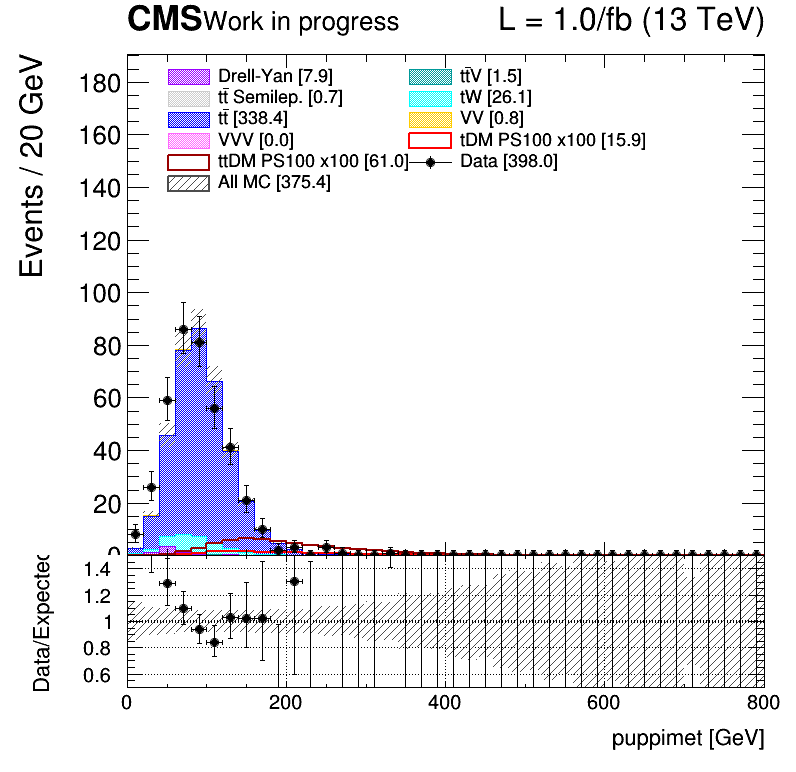 CMS Work in progress L = 1.0/fb (13 TeV)
Events / 20 GeV
180
160
140
120
100
80
60
40
20
0
Drell-Yan [7.9] tt̄V [1.5]
tt̄ Semilep. [0.7] tW [26.1]
tt̄ [338.4] VV [0.8]
VVV [0.0] tDM PS100 x100 [15.9]
ttDM PS100 x100 [61.0] Data [398.0]
All MC [375.4]
Data/Expected
1.4
1.2
1
0.8
0.6
0 200 400 600 800
puppimet [GeV]